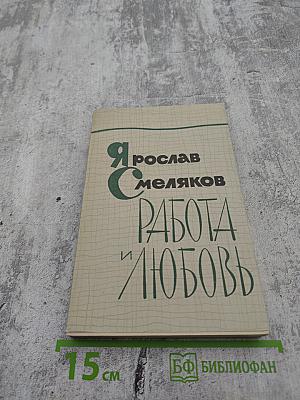 Ярослав
Смеляков
РАБОТА
и
ЛЮБОВЬ
15 см
БФ БИБЛИОФАН